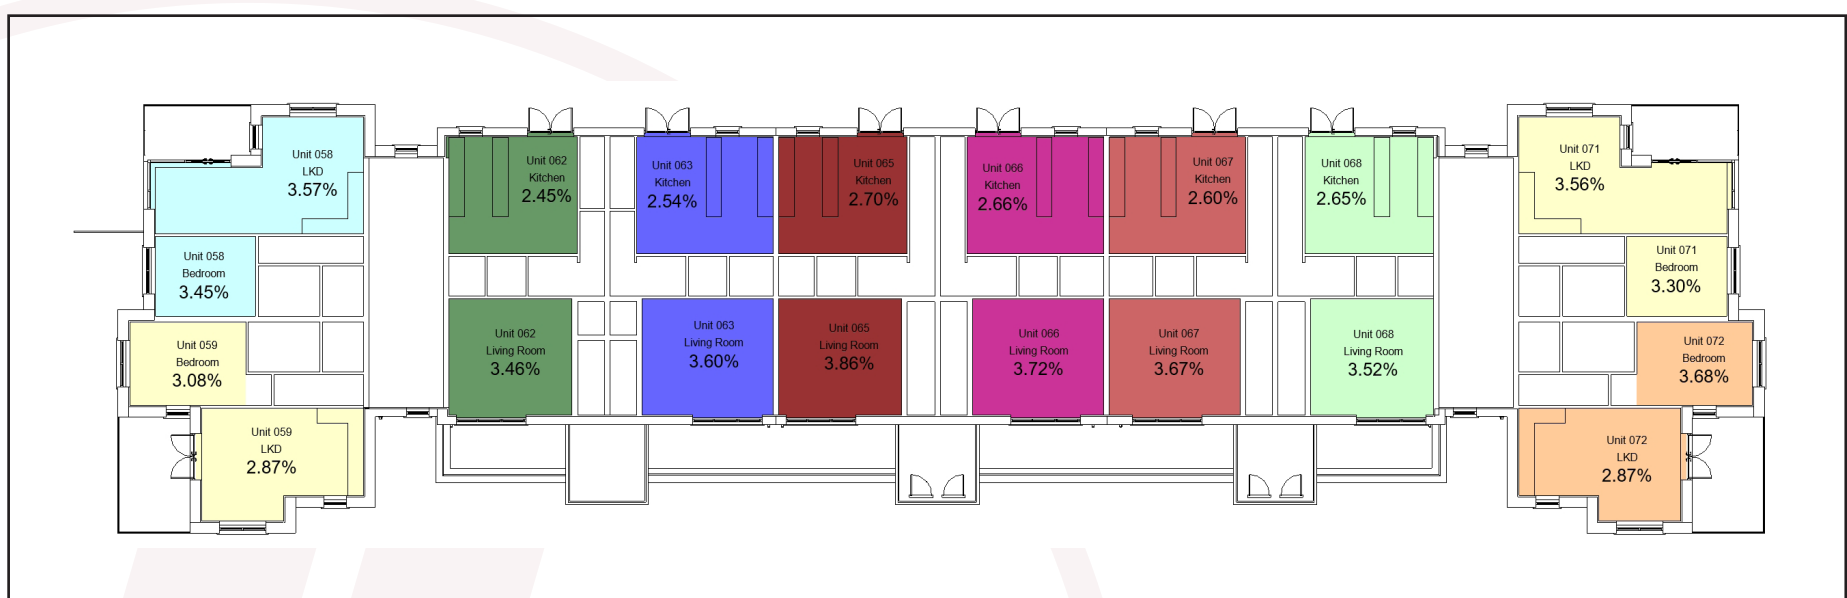 Unit 058
LKD
3.57%
Unit 058
Bedroom
3.45%
Unit 059
Bedroom
3.08%
Unit 059
LKD
2.87%
Unit 062
Kitchen
2.45%
Unit 063
Kitchen
2.54%
Unit 065
Kitchen
2.70%
Unit 066
Kitchen
2.66%
Unit 067
Kitchen
2.60%
Unit 068
Kitchen
2.65%
Unit 062
Living Room
3.46%
Unit 063
Living Room
3.60%
Unit 065
Living Room
3.86%
Unit 066
Living Room
3.72%
Unit 067
Living Room
3.67%
Unit 068
Living Room
3.52%
Unit 071
LKD
3.56%
Unit 071
Bedroom
3.30%
Unit 072
Bedroom
3.68%
Unit 072
LKD
2.87%